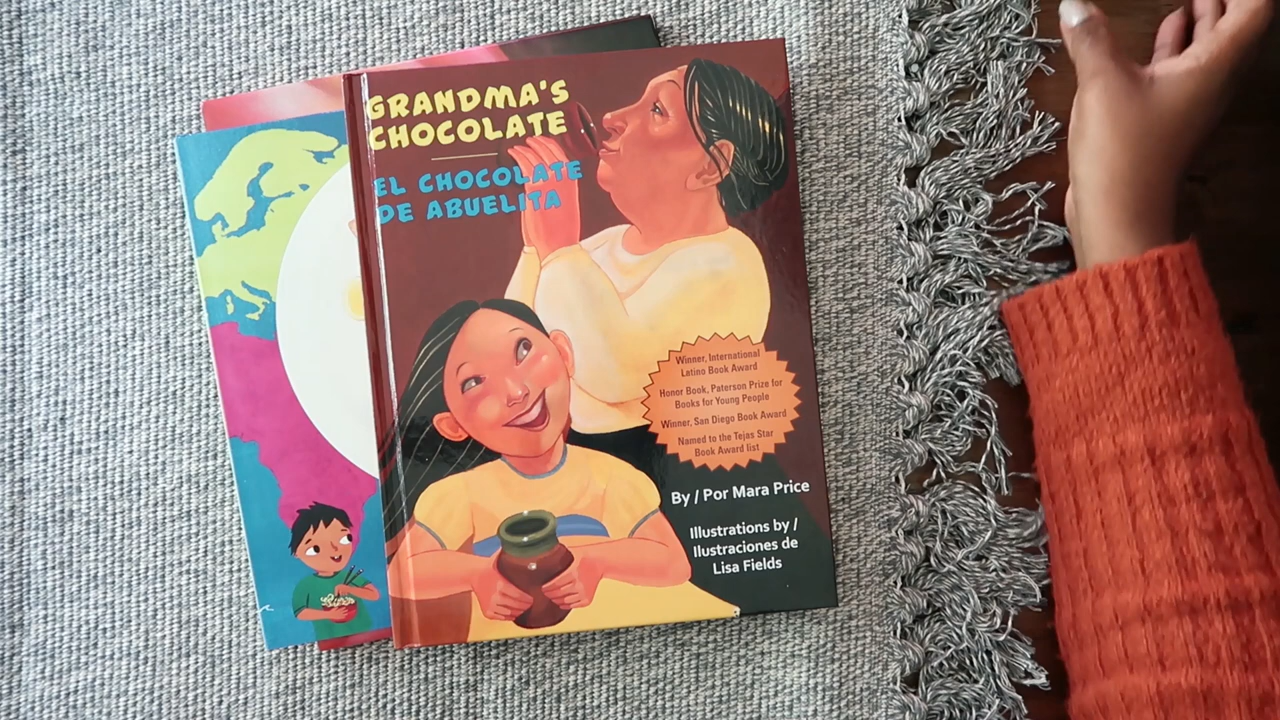 GRANDMA'S
CHOCOLATE
EL CHOCOLATE
DE ABUELITA
Winner, International
Latino Book Award
Honor Book, Paterson Prize for
Books for Young People
Winner, San Diego Book Award
Named to the Tejas Star
Book Award list
By / Por Mara Price
Illustrations by /
Ilustraciones de
Lisa Fields